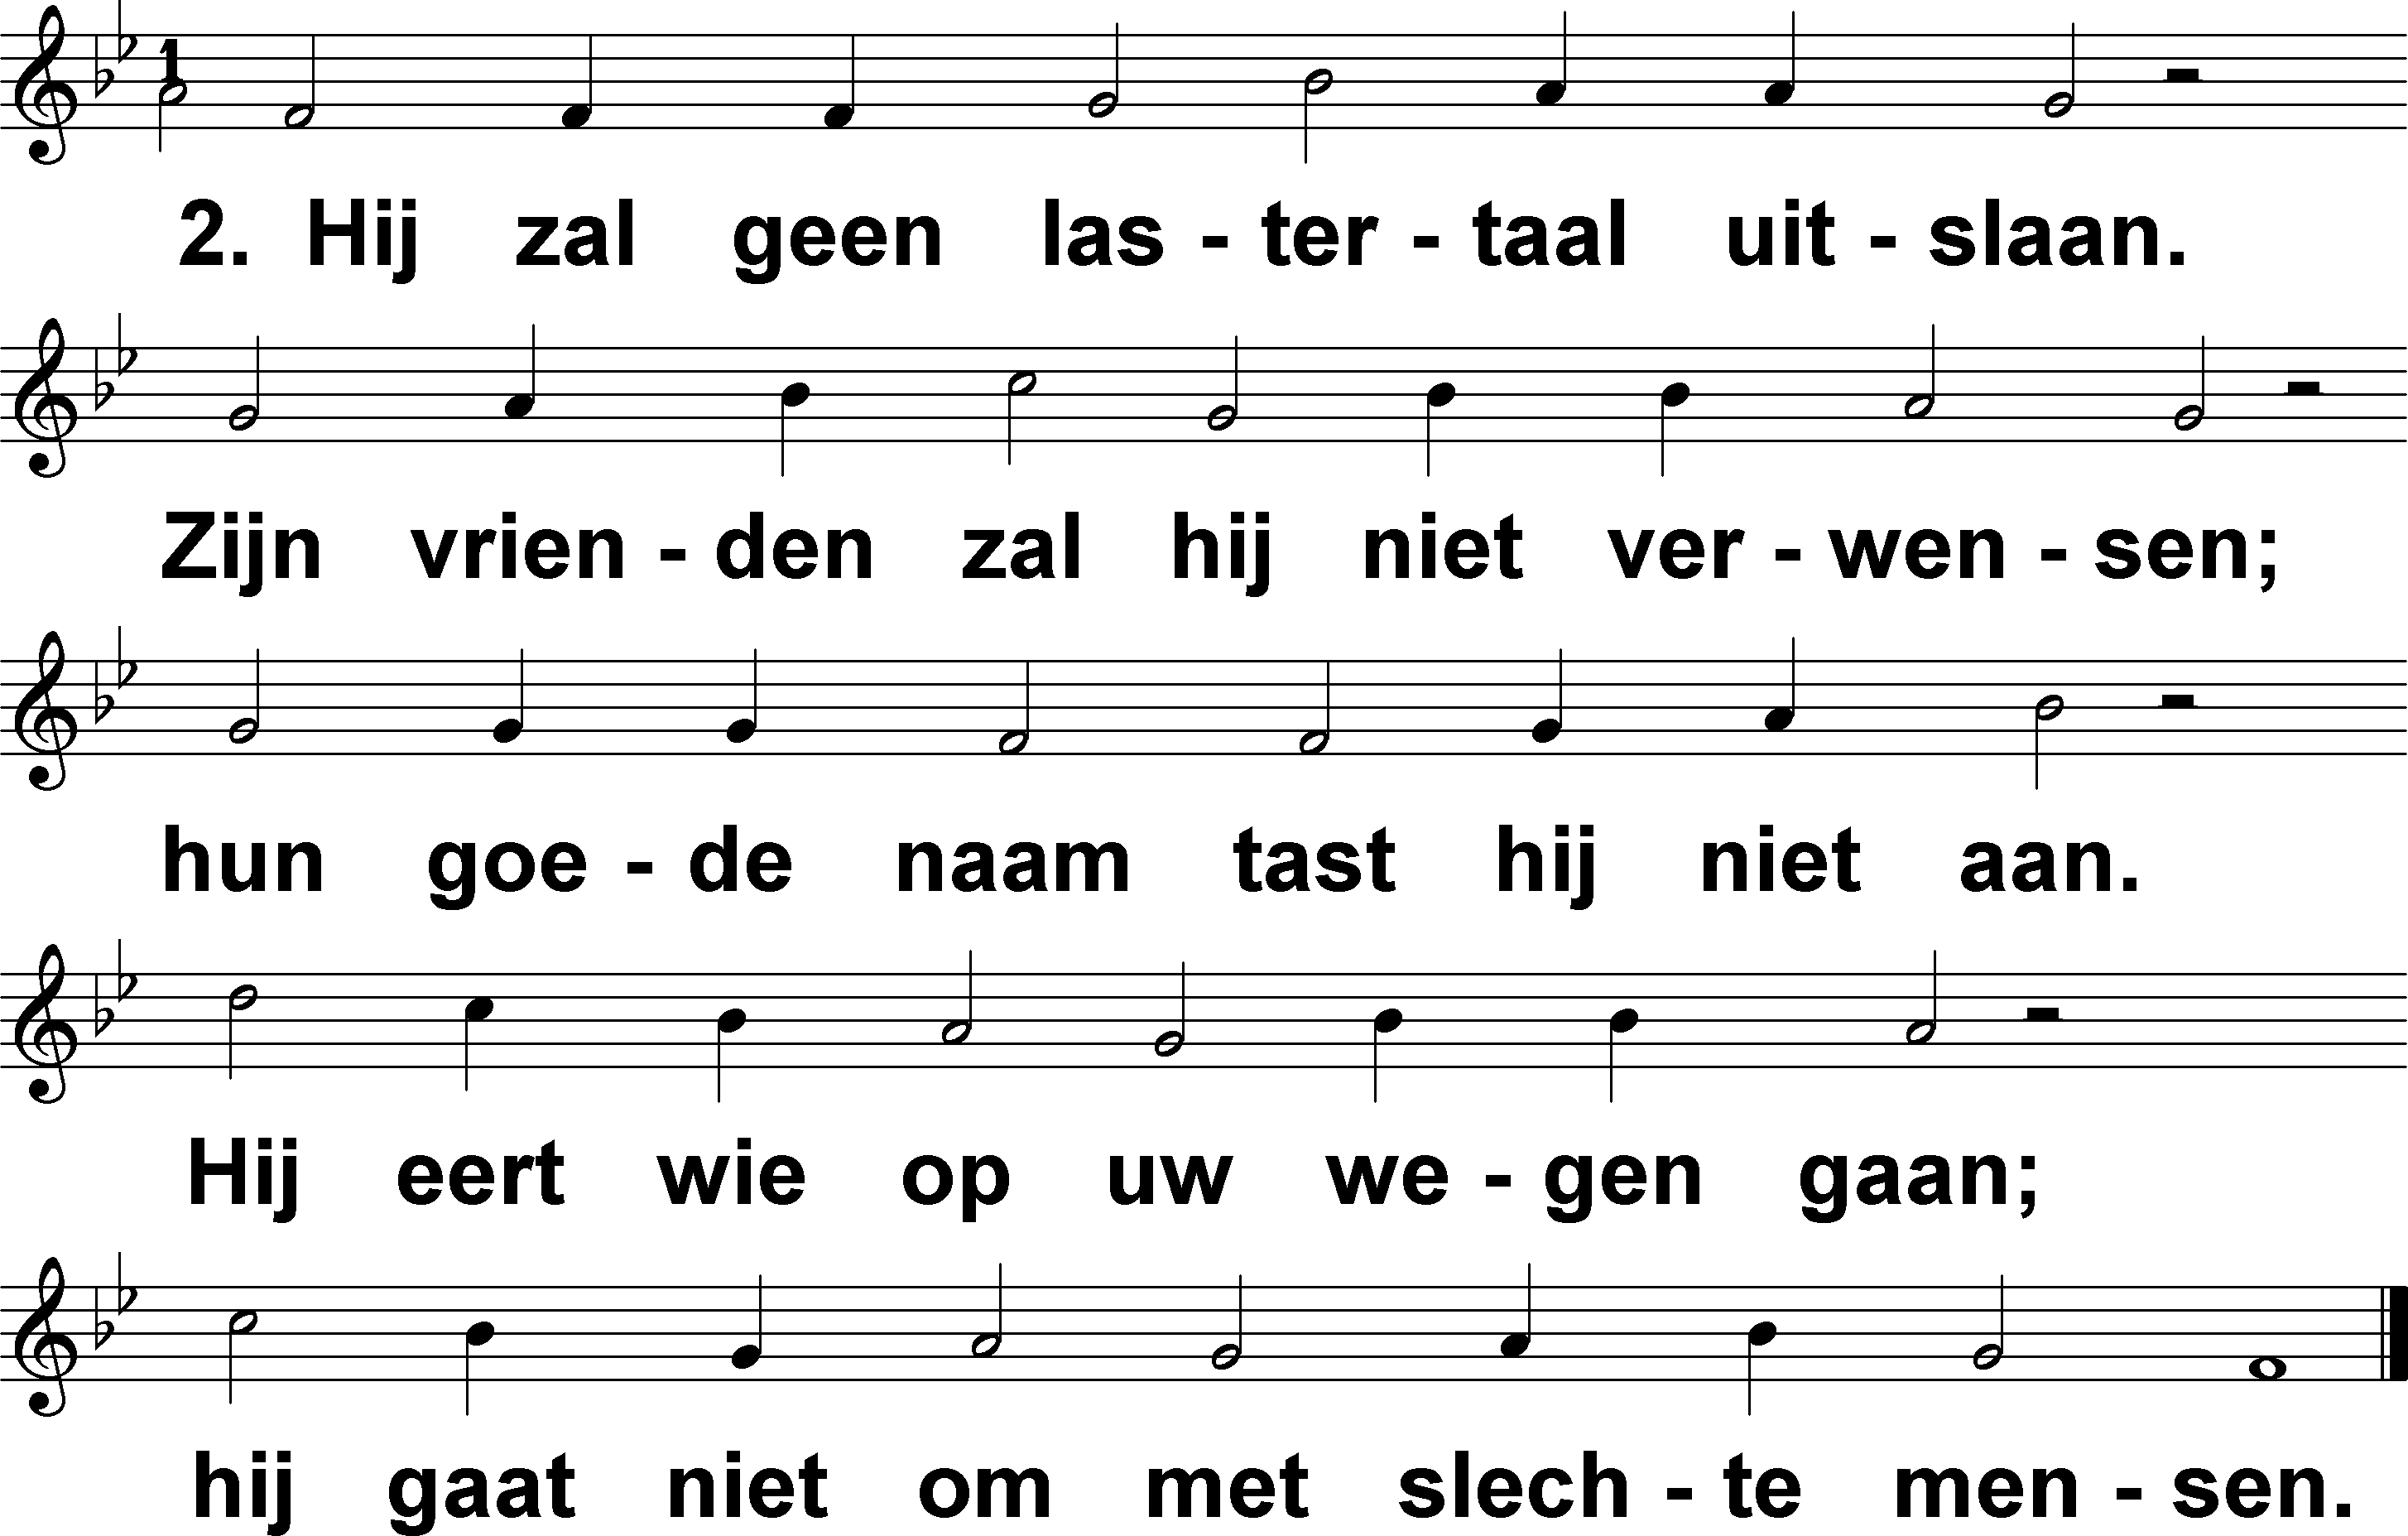 2. Hij zal geen las - ter - taal uit - slaan.
Zijn vrien - den zal hij niet ver - wen - sen;
hun goe - de naam tast hij niet aan.
Hij eert wie op uw we - gen gaan;
hij gaat niet om met slech - te men - sen.